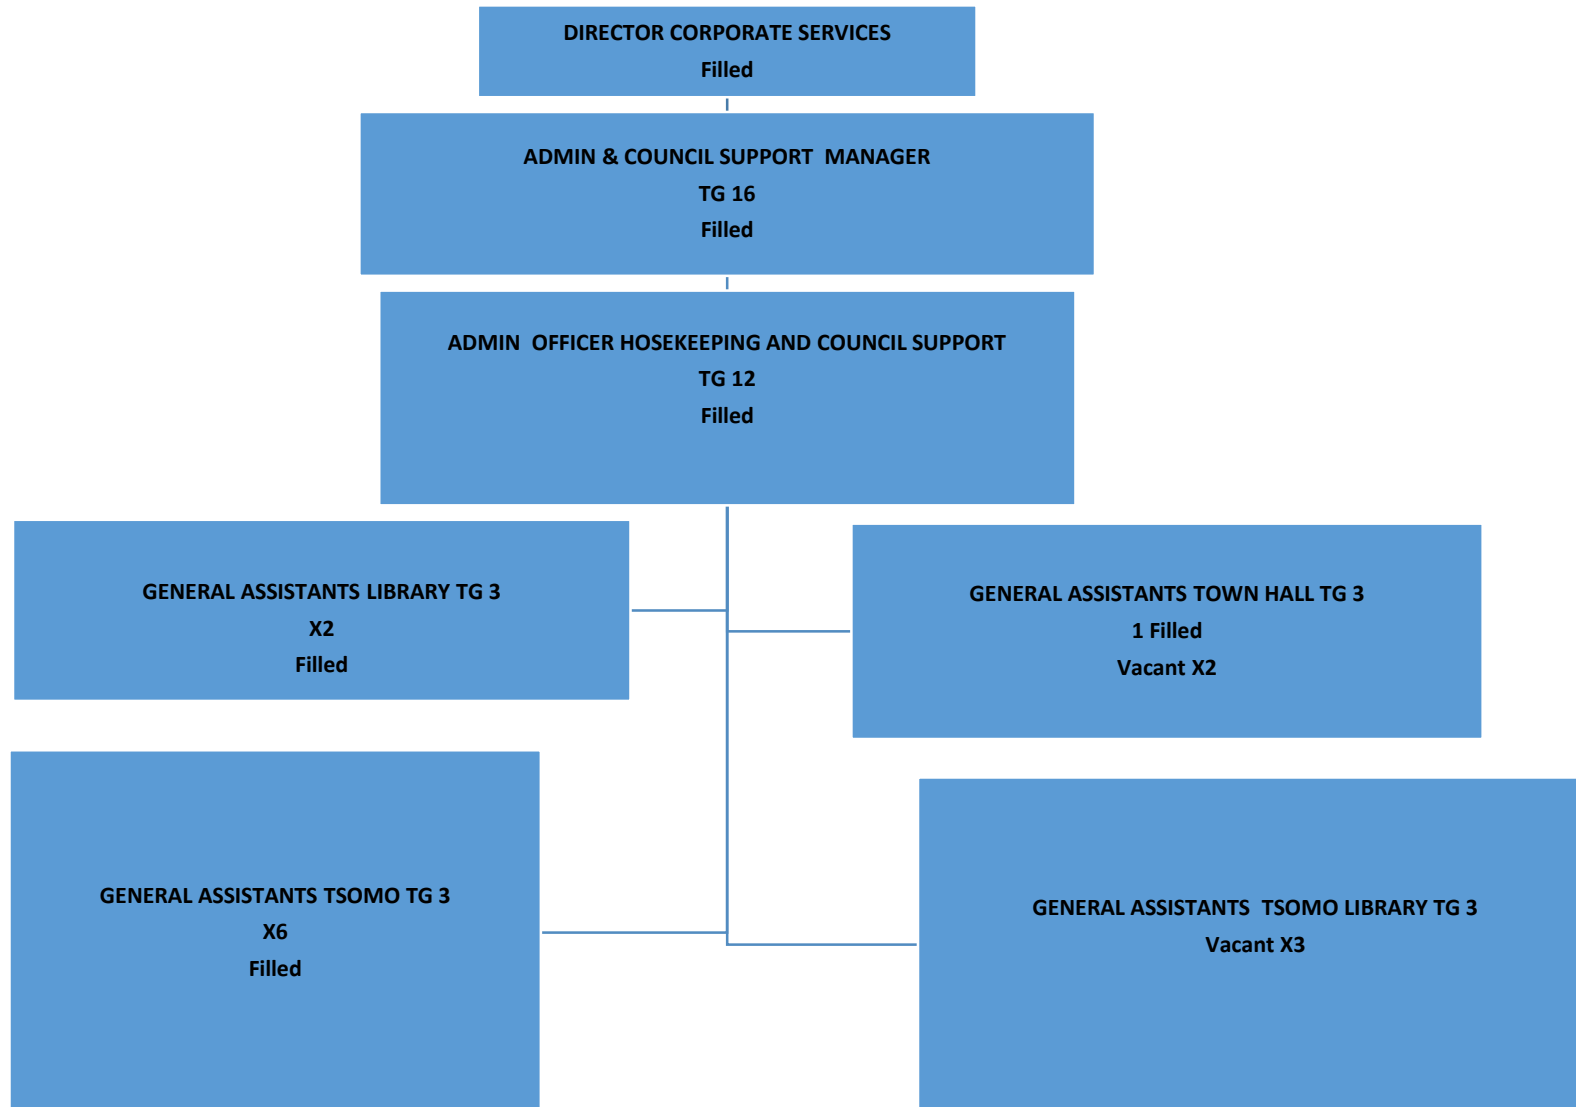 DIRECTOR CORPORATE SERVICES
Filled
ADMIN & COUNCIL SUPPORT MANAGER
TG 16
Filled
ADMIN OFFICER HOSEKEEPING AND COUNCIL SUPPORT
TG 12
Filled
GENERAL ASSISTANTS LIBRARY TG 3
X2
Filled
GENERAL ASSISTANTS TOWN HALL TG 3
1 Filled
Vacant X2
GENERAL ASSISTANTS TSOMO TG 3
X6
Filled
GENERAL ASSISTANTS TSOMO LIBRARY TG 3
Vacant X3